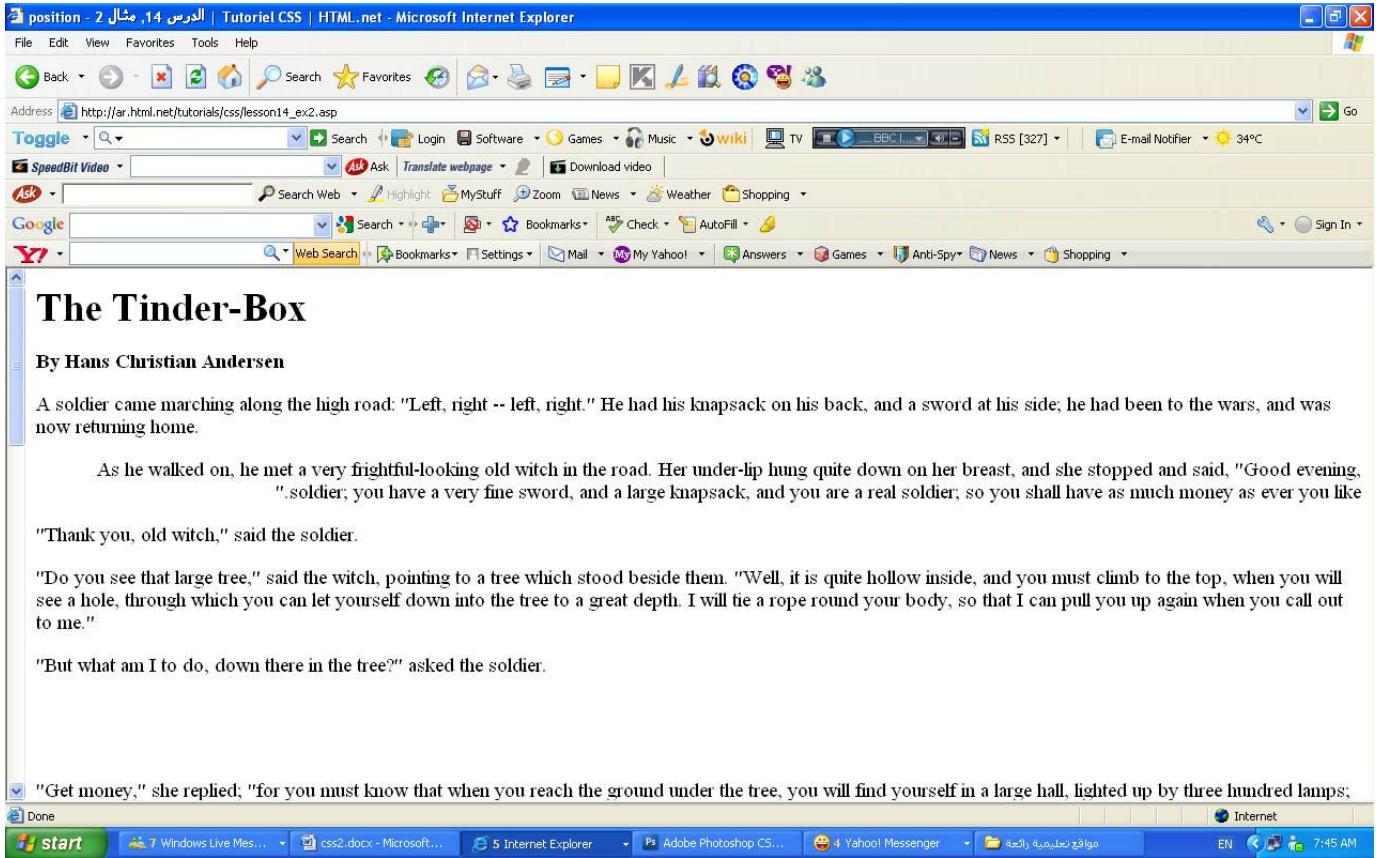 position - 2 الدرس 14, مثال | Tutoriel CSS | HTML.net - Microsoft Internet Explorer
File Edit View Favorites Tools Help
Back Search Favorites
Address http://ar.html.net/tutorials/css/lesson14_ex2.asp Go
Toggle Search Login Software Games Music wiki TV .... BBC I... RSS [327] E-mail Notifier 34°C
SpeedBit Video Ask Translate webpage Download video
Ask Search Web Highlight MyStuff Zoom News Weather Shopping
Google Search Bookmarks ABC Check AutoFill Sign In
Y! Web Search Bookmarks Settings Mail My My Yahoo! Answers Games Anti-Spy News Shopping
The Tinder-Box
By Hans Christian Andersen
A soldier came marching along the high road: "Left, right -- left, right." He had his knapsack on his back, and a sword at his side; he had been to the wars, and was
now returning home.
As he walked on, he met a very frightful-looking old witch in the road. Her under-lip hung quite down on her breast, and she stopped and said, "Good evening,
".soldier; you have a very fine sword, and a large knapsack, and you are a real soldier; so you shall have as much money as ever you like
"Thank you, old witch," said the soldier.
"Do you see that large tree," said the witch, pointing to a tree which stood beside them. "Well, it is quite hollow inside, and you must climb to the top, when you will
see a hole, through which you can let yourself down into the tree to a great depth. I will tie a rope round your body, so that I can pull you up again when you call out
to me."
"But what am I to do, down there in the tree?" asked the soldier.
"Get money," she replied; "for you must know that when you reach the ground under the tree, you will find yourself in a large hall, lighted up by three hundred lamps;
Done Internet
start 7 Windows Live Mes... css2.docx - Microsoft... 5 Internet Explorer Ps Adobe Photoshop CS... 4 Yahoo! Messenger مواقع تعليمية رائعة EN 7:45 AM